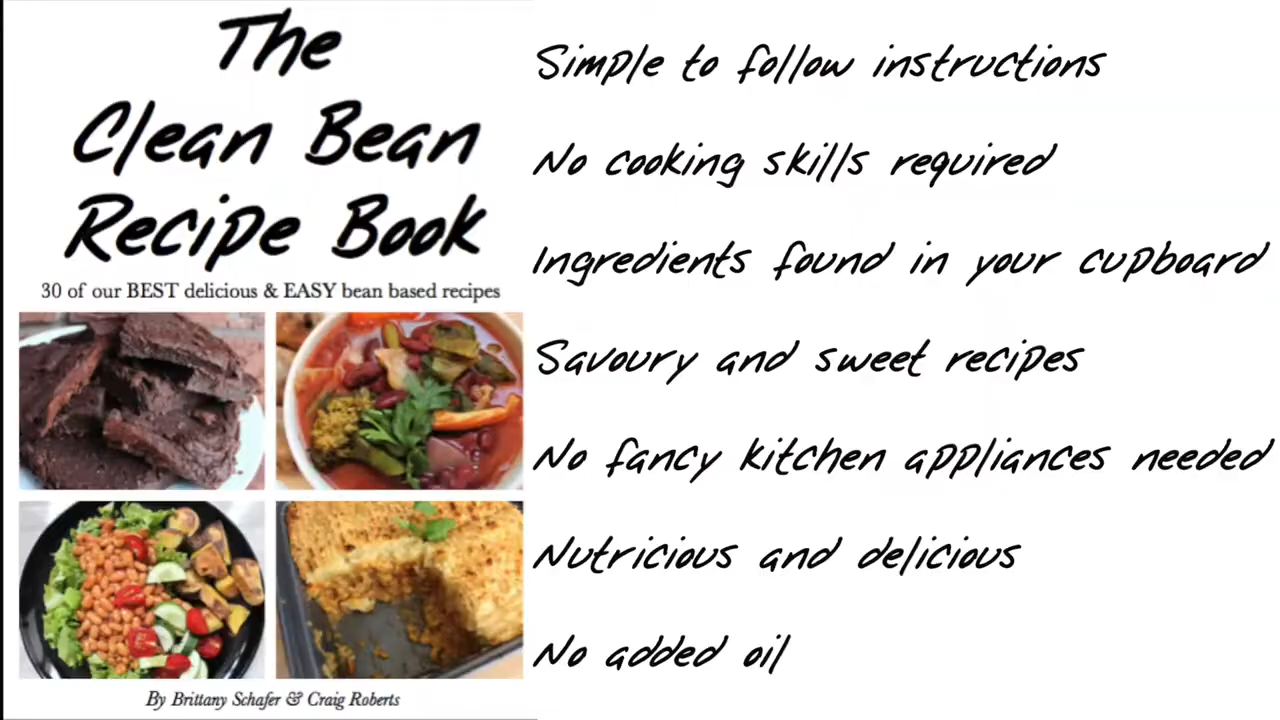 The
Clean Bean
Recipe Book
30 of our BEST delicious & EASY bean based recipes
By Brittany Schafer & Craig Roberts
Simple to follow instructions
No cooking skills required
Ingredients found in your cupboard
Savoury and sweet recipes
No fancy kitchen appliances needed
Nutricious and delicious
No added oil